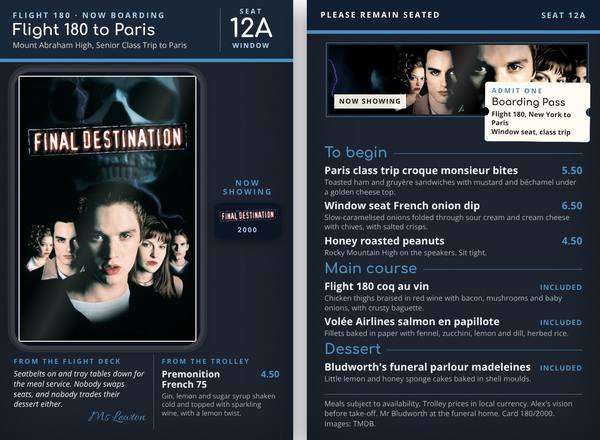 FLIGHT 180 · NOW BOARDING
Flight 180 to Paris
Mount Abraham High, Senior Class Trip to Paris
SEAT
12A
WINDOW
FINAL DESTINATION
NOW
SHOWING
FINAL DESTINATION
2000
FROM THE FLIGHT DECK
Seatbelts on and tray tables down for
the meal service. Nobody swaps
seats, and nobody trades their
dessert either.
Ms Lewton
FROM THE TROLLEY
Premonition
French 75
4.50
Gin, lemon and sugar syrup shaken
cold and topped with sparkling
wine, with a lemon twist.
PLEASE REMAIN SEATED
SEAT 12A
NOW SHOWING
ADMIT ONE
Boarding Pass
Flight 180, New York to
Paris
Window seat, class trip
To begin
Paris class trip croque monsieur bites 5.50
Toasted ham and gruyère sandwiches with mustard and béchamel under
a golden cheese top.
Window seat French onion dip 6.50
Slow-caramelised onions folded through sour cream and cream cheese
with chives, with salted crisps.
Honey roasted peanuts 4.50
Rocky Mountain High on the speakers. Sit tight.
Main course
Flight 180 coq au vin INCLUDED
Chicken thighs braised in red wine with bacon, mushrooms and baby
onions, with crusty baguette.
Volée Airlines salmon en papillote INCLUDED
Fillets baked in paper with fennel, zucchini, lemon and dill, herbed rice.
Dessert
Bludworth's funeral parlour madeleines INCLUDED
Little lemon and honey sponge cakes baked in shell moulds.
Meals subject to availability. Trolley prices in local currency. Alex's vision
before take-off. Mr Bludworth at the funeral home. Card 180/2000.
Images: TMDB.